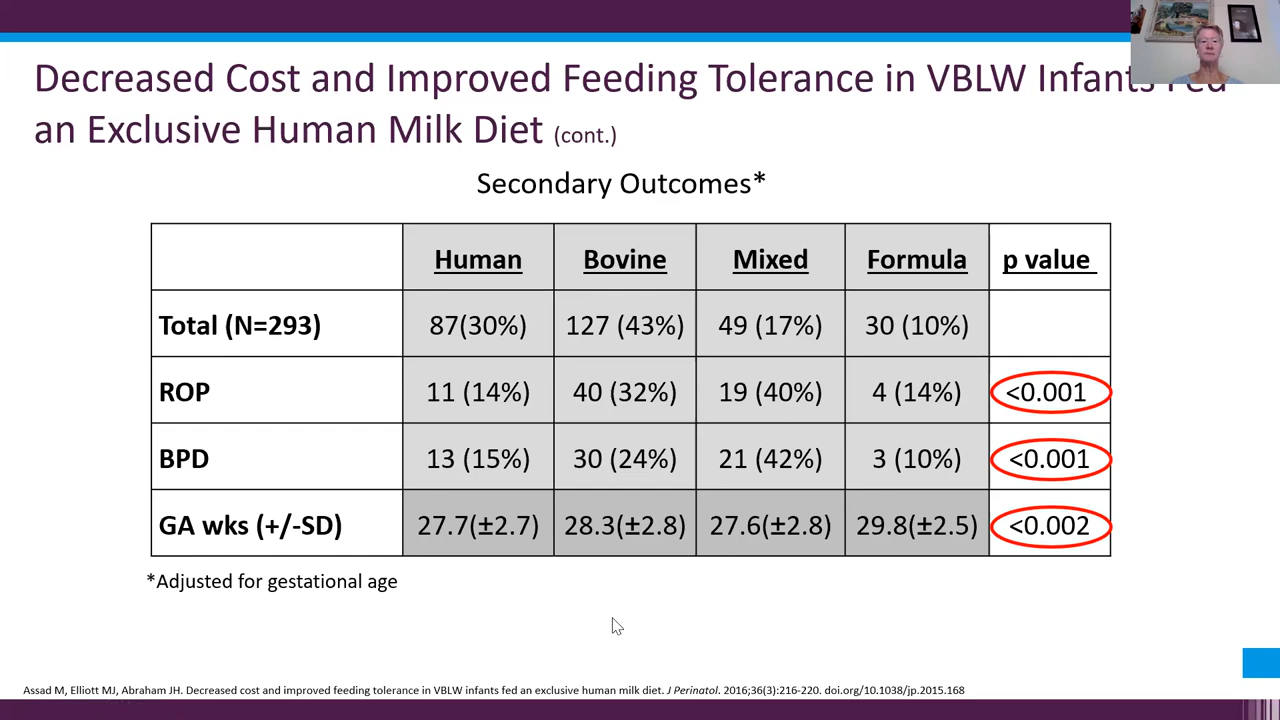 Decreased Cost and Improved Feeding Tolerance in VBLW Infants Fed
an Exclusive Human Milk Diet (cont.)
Secondary Outcomes*
Human Bovine Mixed Formula p value
Total (N=293) 87(30%) 127 (43%) 49 (17%) 30 (10%)
ROP 11 (14%) 40 (32%) 19 (40%) 4 (14%) <0.001
BPD 13 (15%) 30 (24%) 21 (42%) 3 (10%) <0.001
GA wks (+/-SD) 27.7(±2.7) 28.3(±2.8) 27.6(±2.8) 29.8(±2.5) <0.002
*Adjusted for gestational age
Assad M, Elliott MJ, Abraham JH. Decreased cost and improved feeding tolerance in VBLW infants fed an exclusive human milk diet. J Perinatol. 2016;36(3):216-220. doi.org/10.1038/jp.2015.168